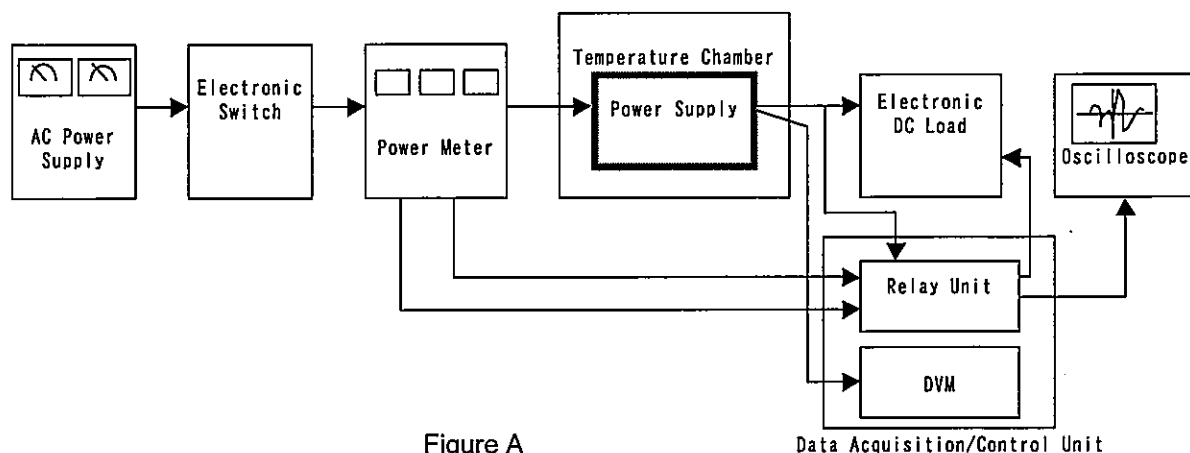 AC Power
Supply
Electronic
Switch
Power Meter
Temperature Chamber
Power Supply
Electronic
DC Load
Oscilloscope
Relay Unit
DVM
Figure A
Data Acquisition/Control Unit